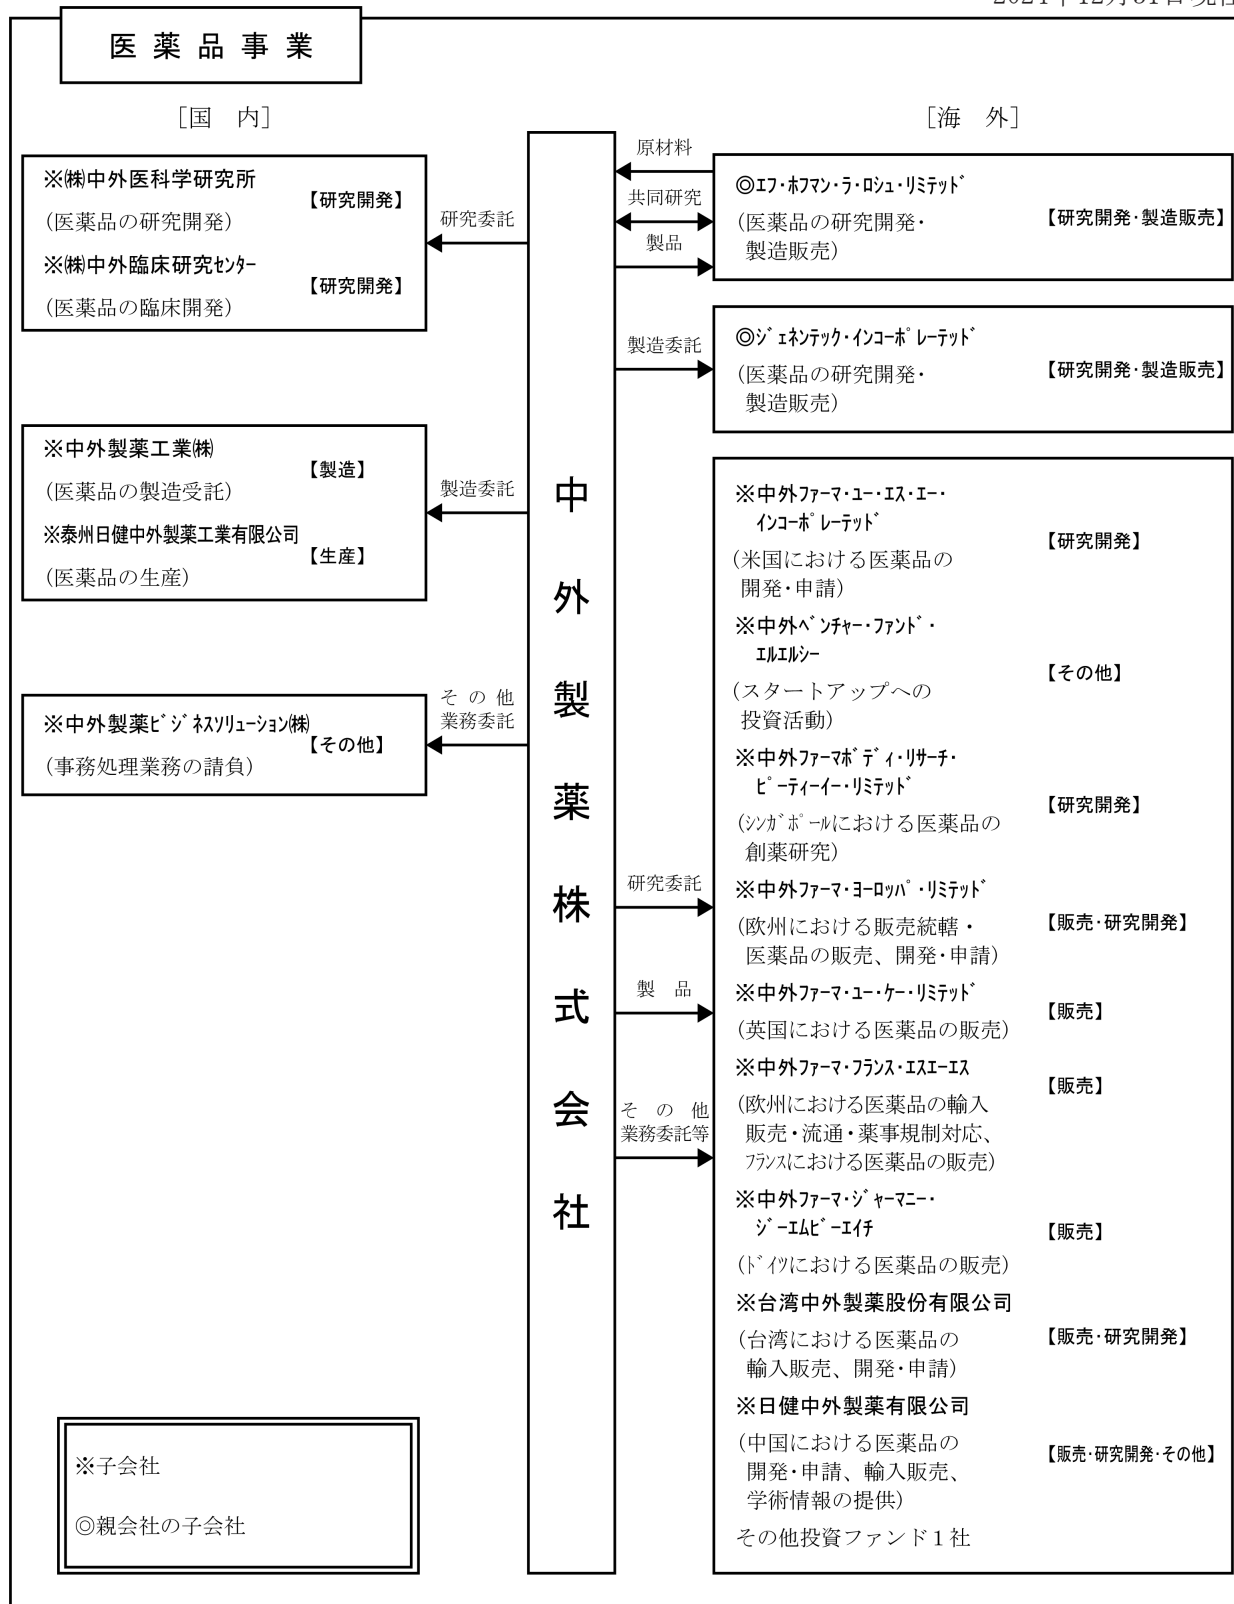 医薬品事業
［国　内］
※㈱中外医科学研究所
【研究開発】
(医薬品の研究開発)
※㈱中外臨床研究ｾﾝﾀｰ
【研究開発】
(医薬品の臨床開発)
研究委託
※中外製薬工業㈱
【製造】
(医薬品の製造受託)
※泰州日健中外製薬工業有限公司
【生産】
(医薬品の生産)
製造委託
※中外製薬ﾋﾞｼﾞﾈｽｿﾘｭｰｼｮﾝ㈱
【その他】
(事務処理業務の請負)
その他
業務委託
※子会社
◎親会社の子会社
中外製薬株式会社
［海　外］
原材料
共同研究
製品
◎ｴﾌ･ﾎﾌﾏﾝ･ﾗ･ﾛｼｭ･ﾘﾐﾃｯﾄﾞ
(医薬品の研究開発･
製造販売)
【研究開発･製造販売】
製造委託
◎ｼﾞｪﾈﾝﾃｯｸ･ｲﾝｺｰﾎﾟﾚｰﾃｯﾄﾞ
(医薬品の研究開発･
製造販売)
【研究開発･製造販売】
※中外ﾌｧｰﾏ･ﾕｰ･ｴｽ･ｴｰ･
ｲﾝｺｰﾎﾟﾚｰﾃｯﾄﾞ
【研究開発】
(米国における医薬品の
開発･申請)
※中外ﾍﾞﾝﾁｬｰ･ﾌｧﾝﾄﾞ･
ｴﾙｴﾙｼｰ
【その他】
(スタートアップへの
投資活動)
※中外ﾌｧｰﾏﾎﾞﾃﾞｨ･ﾘｻｰﾁ･
ﾋﾟｰﾃｨｰｲｰ･ﾘﾐﾃｯﾄﾞ
【研究開発】
(ｼﾝｶﾞﾎﾟｰﾙにおける医薬品の
創薬研究)
研究委託
※中外ﾌｧｰﾏ･ﾖｰﾛｯﾊﾟ･ﾘﾐﾃｯﾄﾞ
(欧州における販売統轄・
医薬品の販売、開発･申請)
【販売･研究開発】
製　品
※中外ﾌｧｰﾏ･ﾕｰ･ｹｰ･ﾘﾐﾃｯﾄﾞ
【販売】
(英国における医薬品の販売)
※中外ﾌｧｰﾏ･ﾌﾗﾝｽ･ｴｽｴｰｴｽ
【販売】
(欧州における医薬品の輸入
販売・流通・薬事規制対応、
ﾌﾗﾝｽにおける医薬品の販売)
その他
業務委託等
※中外ﾌｧｰﾏ･ｼﾞｬｰﾏﾆｰ･
ｼﾞｰｴﾑﾋﾞｰｴｲﾁ
【販売】
(ﾄﾞｲﾂにおける医薬品の販売)
※台湾中外製薬股份有限公司
(台湾における医薬品の
輸入販売、開発･申請)
【販売･研究開発】
※日健中外製薬有限公司
(中国における医薬品の
開発･申請、輸入販売、
学術情報の提供)
【販売･研究開発･その他】
その他投資ファンド１社